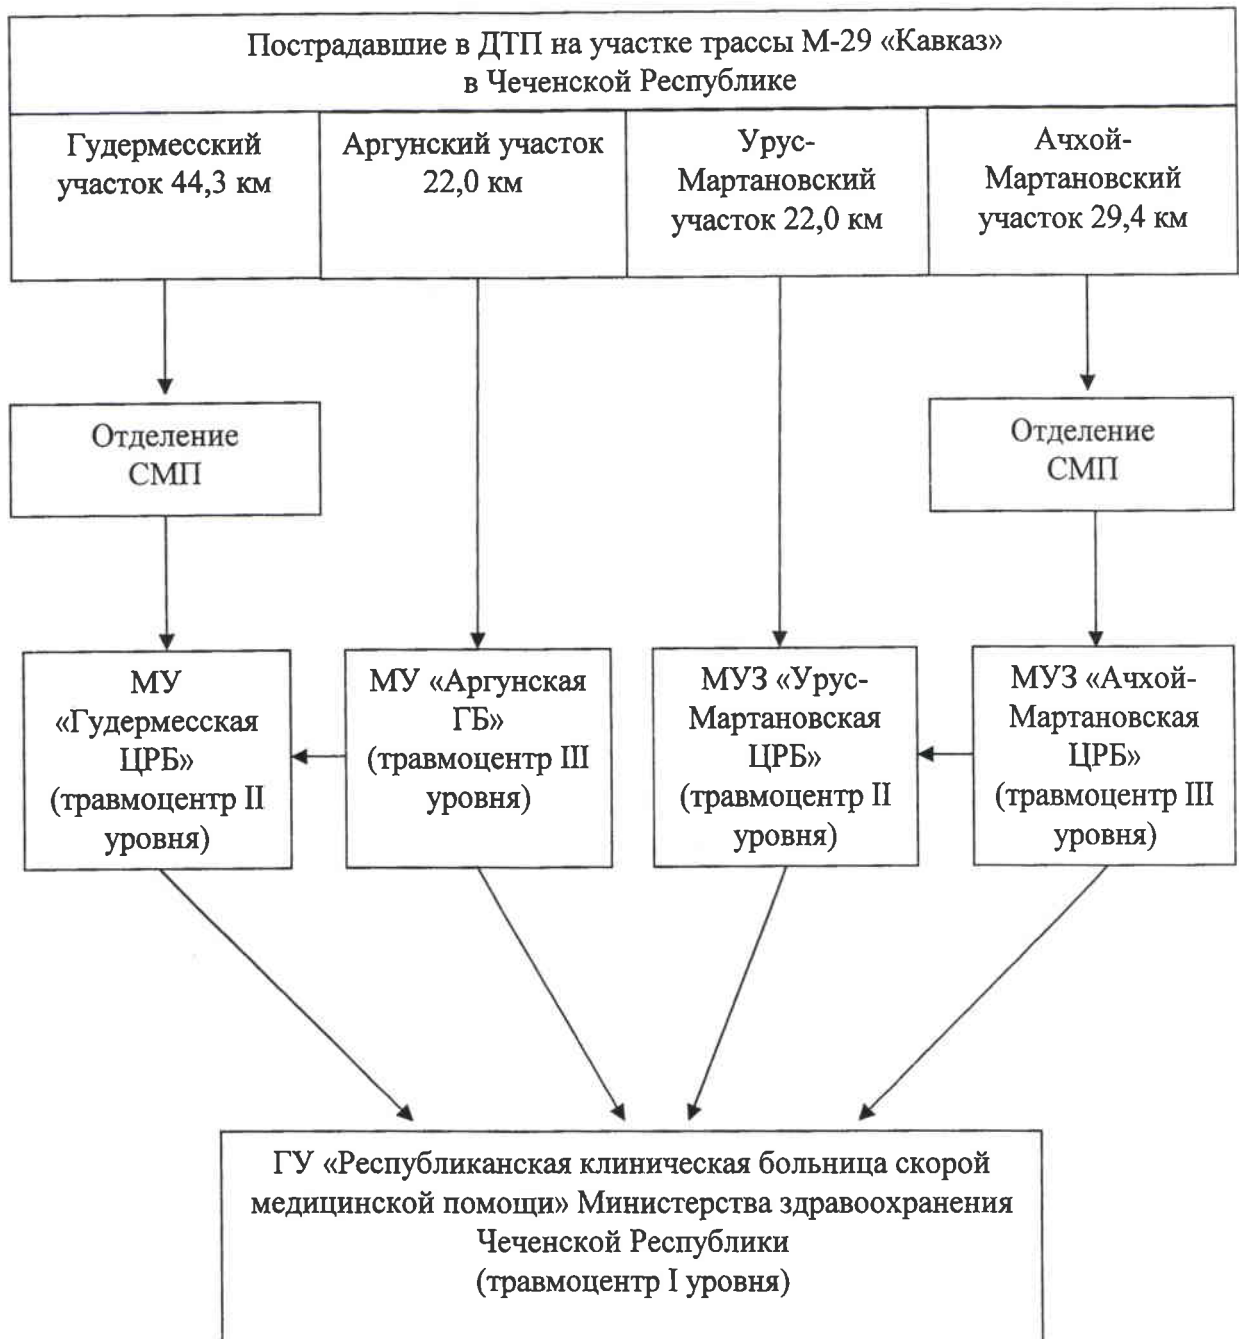 Пострадавшие в ДТП на участке трассы М-29 «Кавказ»
в Чеченской Республике
Гудермесский
участок 44,3 км
Аргунский участок
22,0 км
Урус-
Мартановский
участок 22,0 км
Ачхой-
Мартановский
участок 29,4 км
Отделение
СМП
Отделение
СМП
МУ
«Гудермесская
ЦРБ»
(травмоцентр II
уровня)
МУ «Аргунская
ГБ»
(травмоцентр III
уровня)
МУЗ «Урус-
Мартановская
ЦРБ»
(травмоцентр II
уровня)
МУЗ «Ачхой-
Мартановская
ЦРБ»
(травмоцентр III
уровня)
ГУ «Республиканская клиническая больница скорой
медицинской помощи» Министерства здравоохранения
Чеченской Республики
(травмоцентр I уровня)